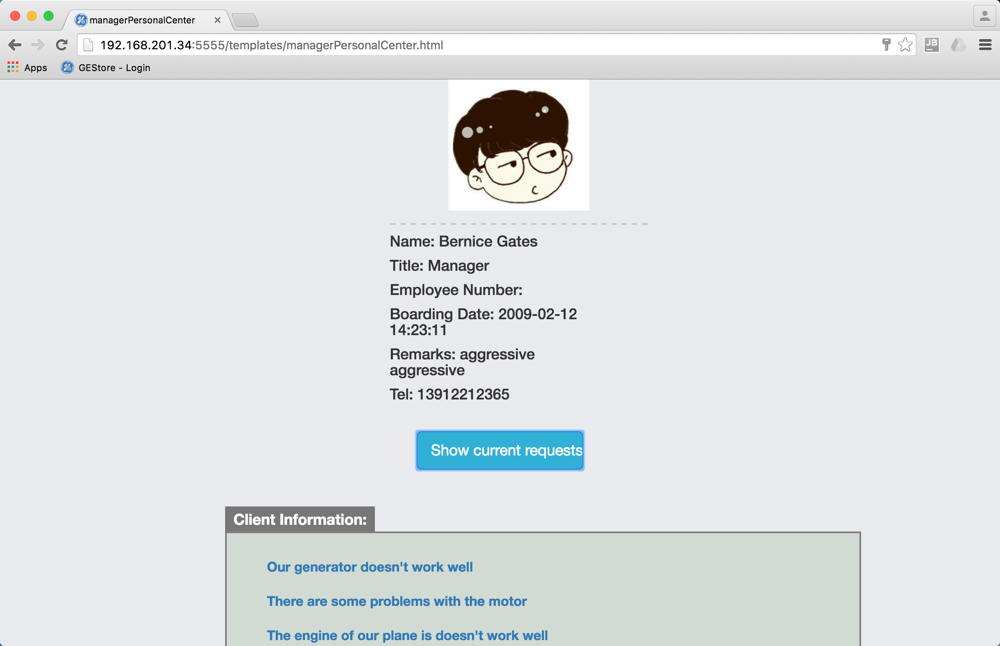 managerPersonalCenter
192.168.201.34:5555/templates/managerPersonalCenter.html
JB
Apps
GEStore - Login
Name: Bernice Gates
Title: Manager
Employee Number:
Boarding Date: 2009-02-12
14:23:11
Remarks: aggressive
aggressive
Tel: 13912212365
Show current requests
Client Information:
Our generator doesn't work well
There are some problems with the motor
The engine of our plane is doesn't work well